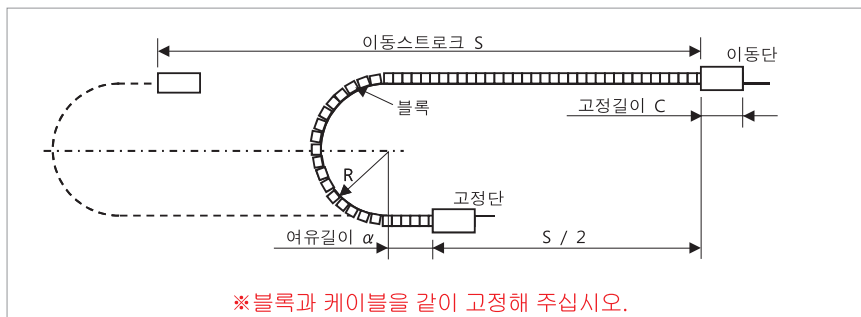 이동스트로크 S
이동단
블록
고정길이 C
R
고정단
여유길이 α
S / 2
※블록과 케이블을 같이 고정해 주십시오.